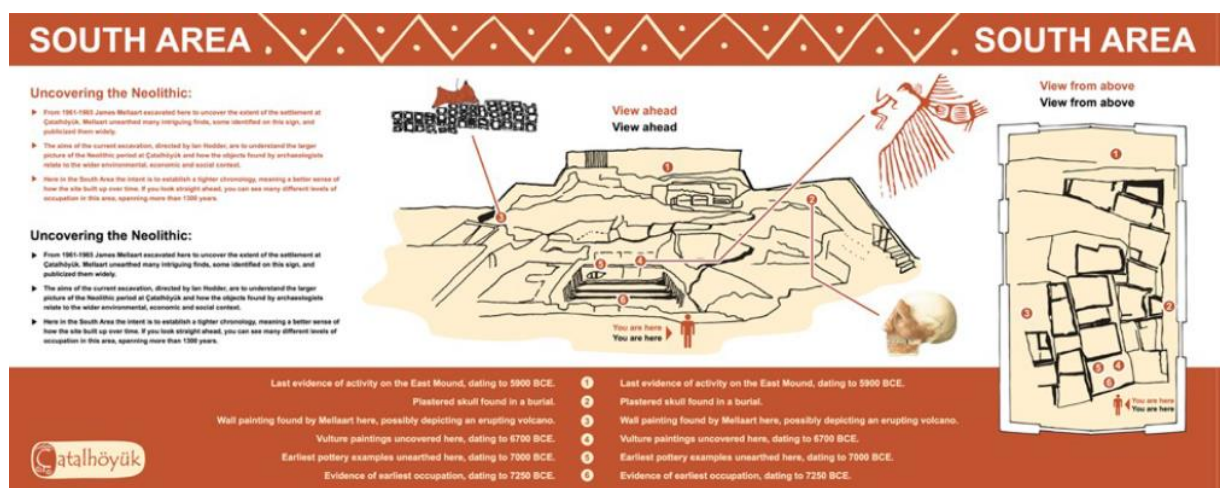 SOUTH AREA
SOUTH AREA
Uncovering the Neolithic:
From 1961-1965 James Mellaart excavated here to uncover the extent of the settlement at
Çatalhöyük. Mellaart unearthed many intriguing finds, some identified on this sign, and
publicized them widely.
The aims of the current excavation, directed by Ian Hodder, are to understand the larger
picture of the Neolithic period at Çatalhöyük and how the objects found by archaeologists
relate to the wider environmental, economic and social context.
Here in the South Area the intent is to establish a tighter chronology, meaning a better sense of
how the site built up over time. If you look straight ahead, you can see many different levels of
occupation in this area, spanning more than 1300 years.
Uncovering the Neolithic:
From 1961-1965 James Mellaart excavated here to uncover the extent of the settlement at
Çatalhöyük. Mellaart unearthed many intriguing finds, some identified on this sign, and
publicized them widely.
The aims of the current excavation, directed by Ian Hodder, are to understand the larger
picture of the Neolithic period at Çatalhöyük and how the objects found by archaeologists
relate to the wider environmental, economic and social context.
Here in the South Area the intent is to establish a tighter chronology, meaning a better sense of
how the site built up over time. If you look straight ahead, you can see many different levels of
occupation in this area, spanning more than 1300 years.
View ahead
View ahead
1
2
3
4
5
6
You are here
You are here
View from above
View from above
1
2
3
5 4
6
You are here
You are here
Last evidence of activity on the East Mound, dating to 5900 BCE. 1 Last evidence of activity on the East Mound, dating to 5900 BCE.
Plastered skull found in a burial. 2 Plastered skull found in a burial.
Wall painting found by Mellaart here, possibly depicting an erupting volcano. 3 Wall painting found by Mellaart here, possibly depicting an erupting volcano.
Vulture paintings uncovered here, dating to 6700 BCE. 4 Vulture paintings uncovered here, dating to 6700 BCE.
Earliest pottery examples unearthed here, dating to 7000 BCE. 5 Earliest pottery examples unearthed here, dating to 7000 BCE.
Evidence of earliest occupation, dating to 7250 BCE. 6 Evidence of earliest occupation, dating to 7250 BCE.
Çatalhöyük